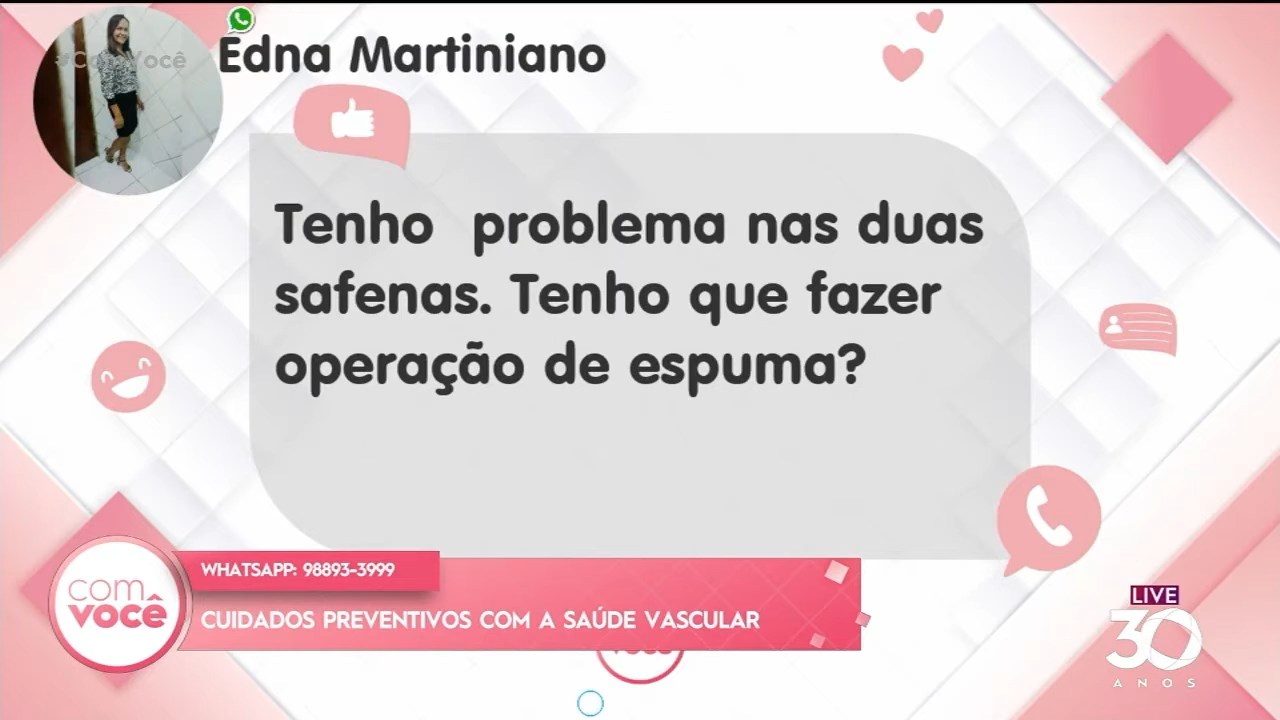 #ComVocê
Edna Martiniano
Tenho problema nas duas
safenas. Tenho que fazer
operação de espuma?
WHATSAPP: 98893-3999
com
você
CUIDADOS PREVENTIVOS COM A SAÚDE VASCULAR
LIVE
30
ANOS